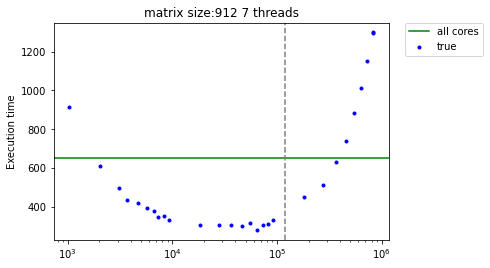 matrix size:912 7 threads
all cores
true
Execution time
1200
1000
800
600
400
10³ 10⁴ 10⁵ 10⁶